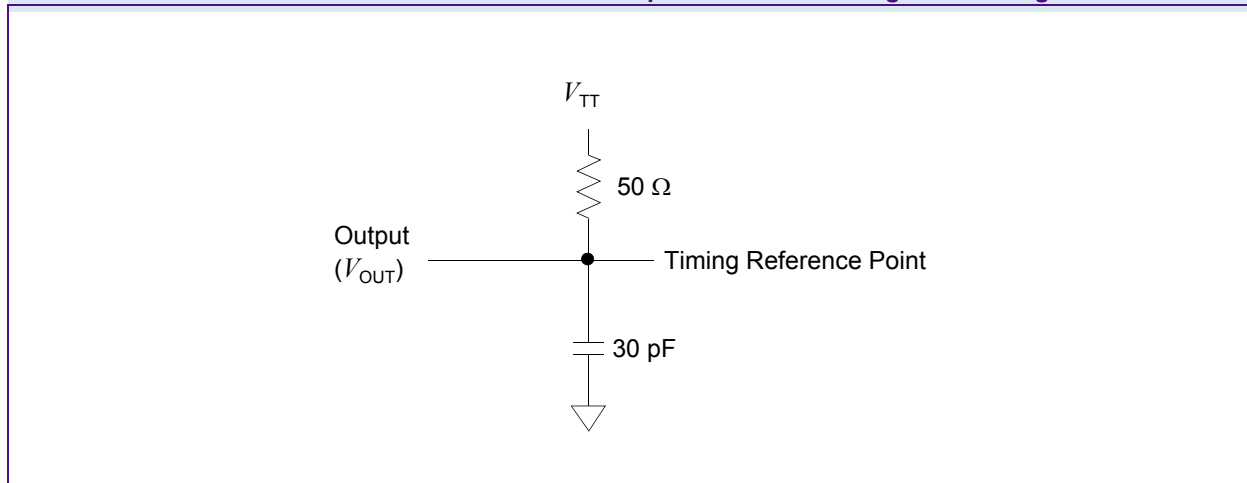 V_TT
50 Ω
Output
(V_OUT)
Timing Reference Point
30 pF